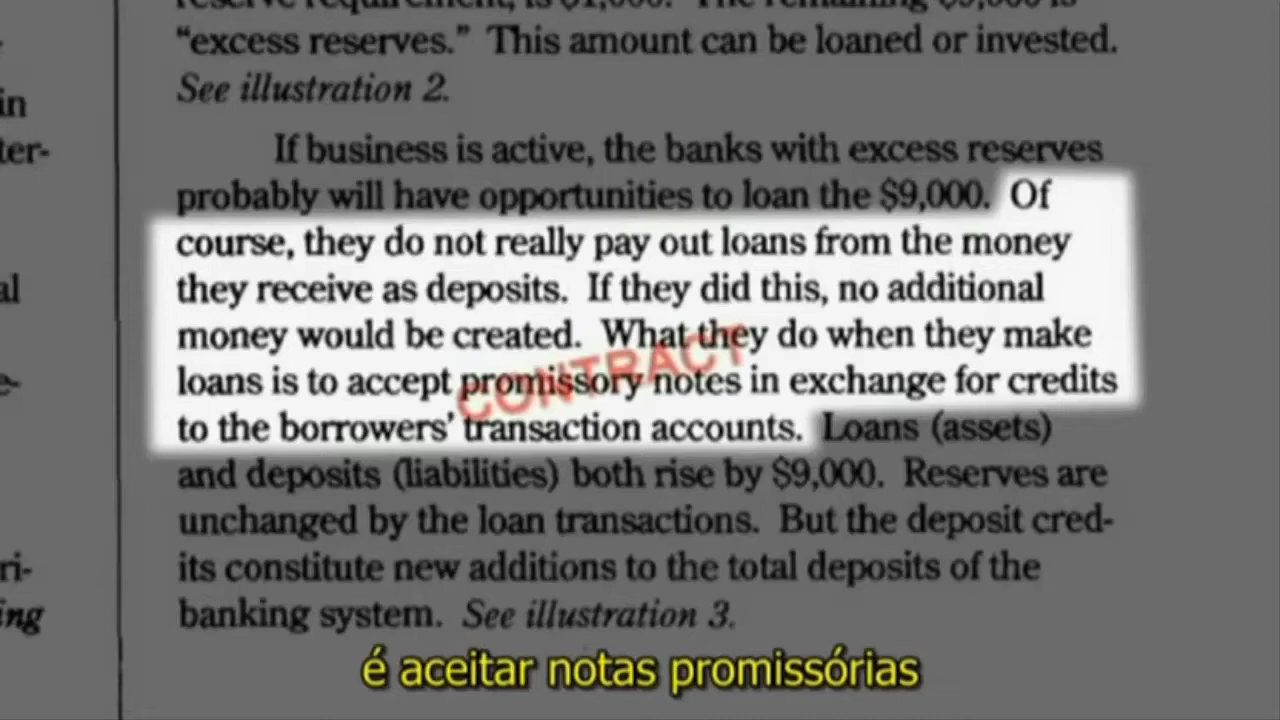 “excess reserves.” This amount can be loaned or invested.
See illustration 2.
If business is active, the banks with excess reserves
probably will have opportunities to loan the $9,000. Of
course, they do not really pay out loans from the money
they receive as deposits. If they did this, no additional
money would be created. What they do when they make
loans is to accept promissory notes in exchange for credits
to the borrowers’ transaction accounts. Loans (assets)
and deposits (liabilities) both rise by $9,000. Reserves are
unchanged by the loan transactions. But the deposit cred-
its constitute new additions to the total deposits of the
banking system. See illustration 3.
CONTRACT
é aceitar notas promissórias